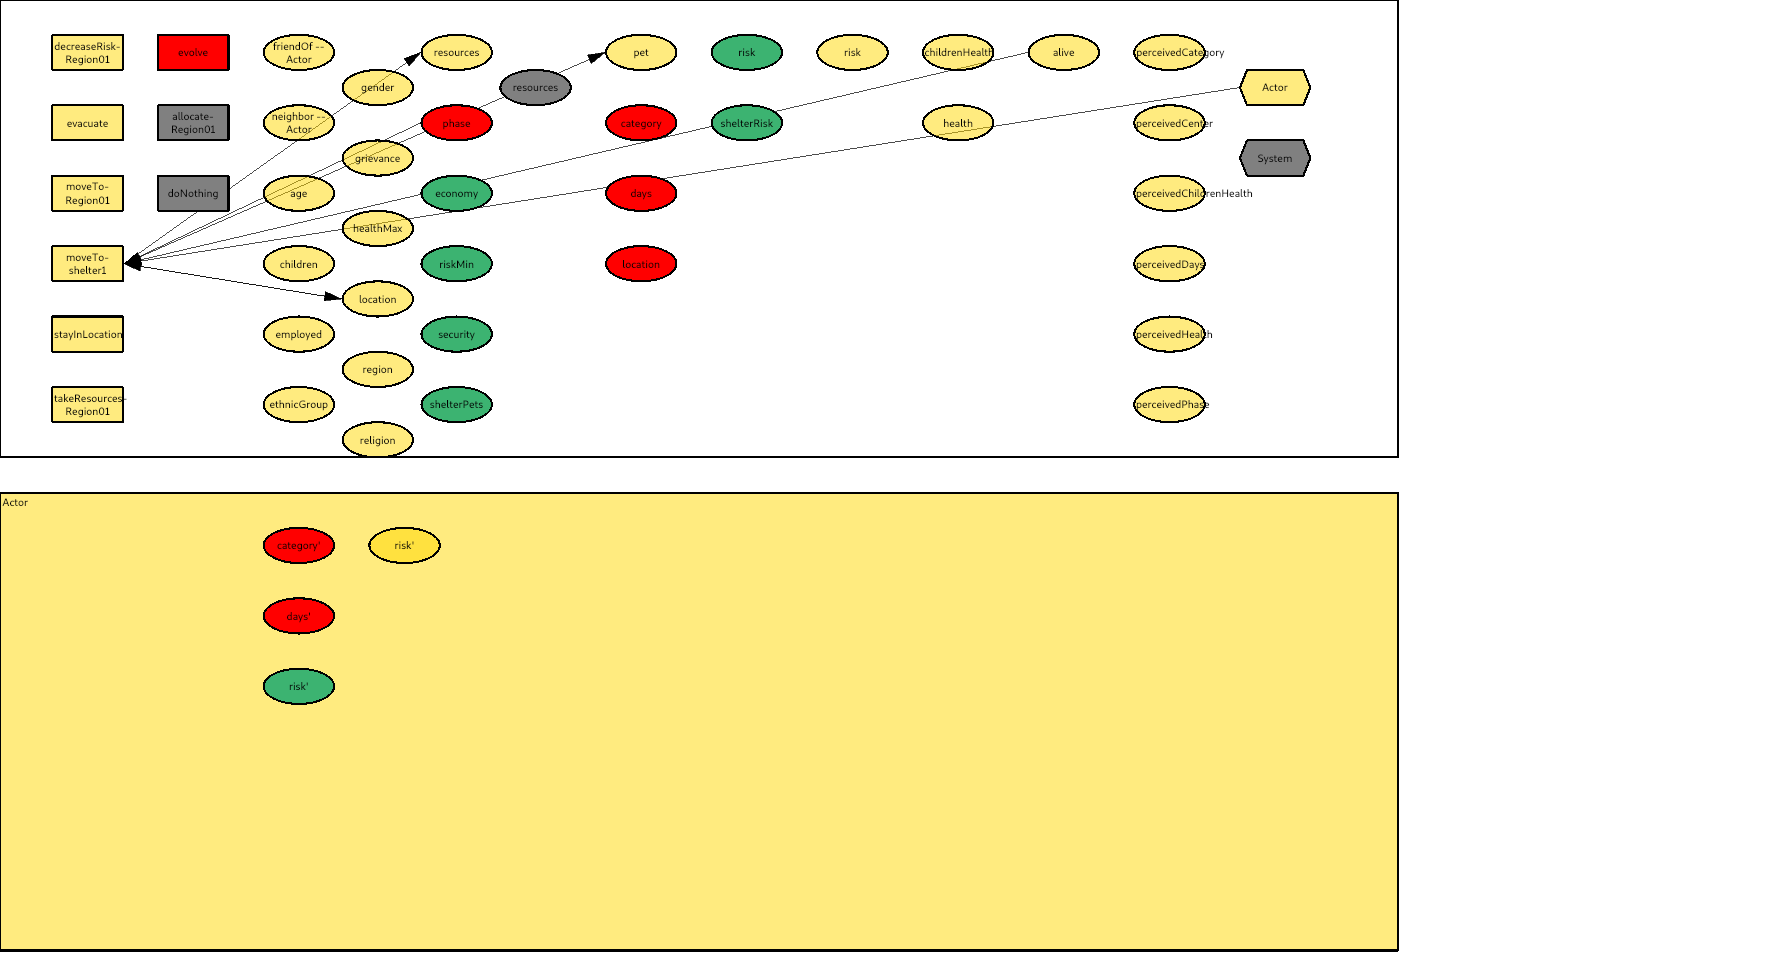 decreaseRisk-
Region01
evolve
friendOf --
Actor
resources
pet
risk
risk
childrenHealth
alive
perceivedCategory
gender
resources
Actor
evacuate
allocate-
Region01
neighbor --
Actor
phase
category
shelterRisk
health
perceivedCenter
grievance
System
moveTo-
Region01
doNothing
age
economy
days
perceivedChildrenHealth
healthMax
moveTo-
shelter1
children
riskMin
location
perceivedDays
location
stayInLocation
employed
security
perceivedHealth
region
takeResources-
Region01
ethnicGroup
shelterPets
perceivedPhase
religion
Actor
category'
risk'
days'
risk'